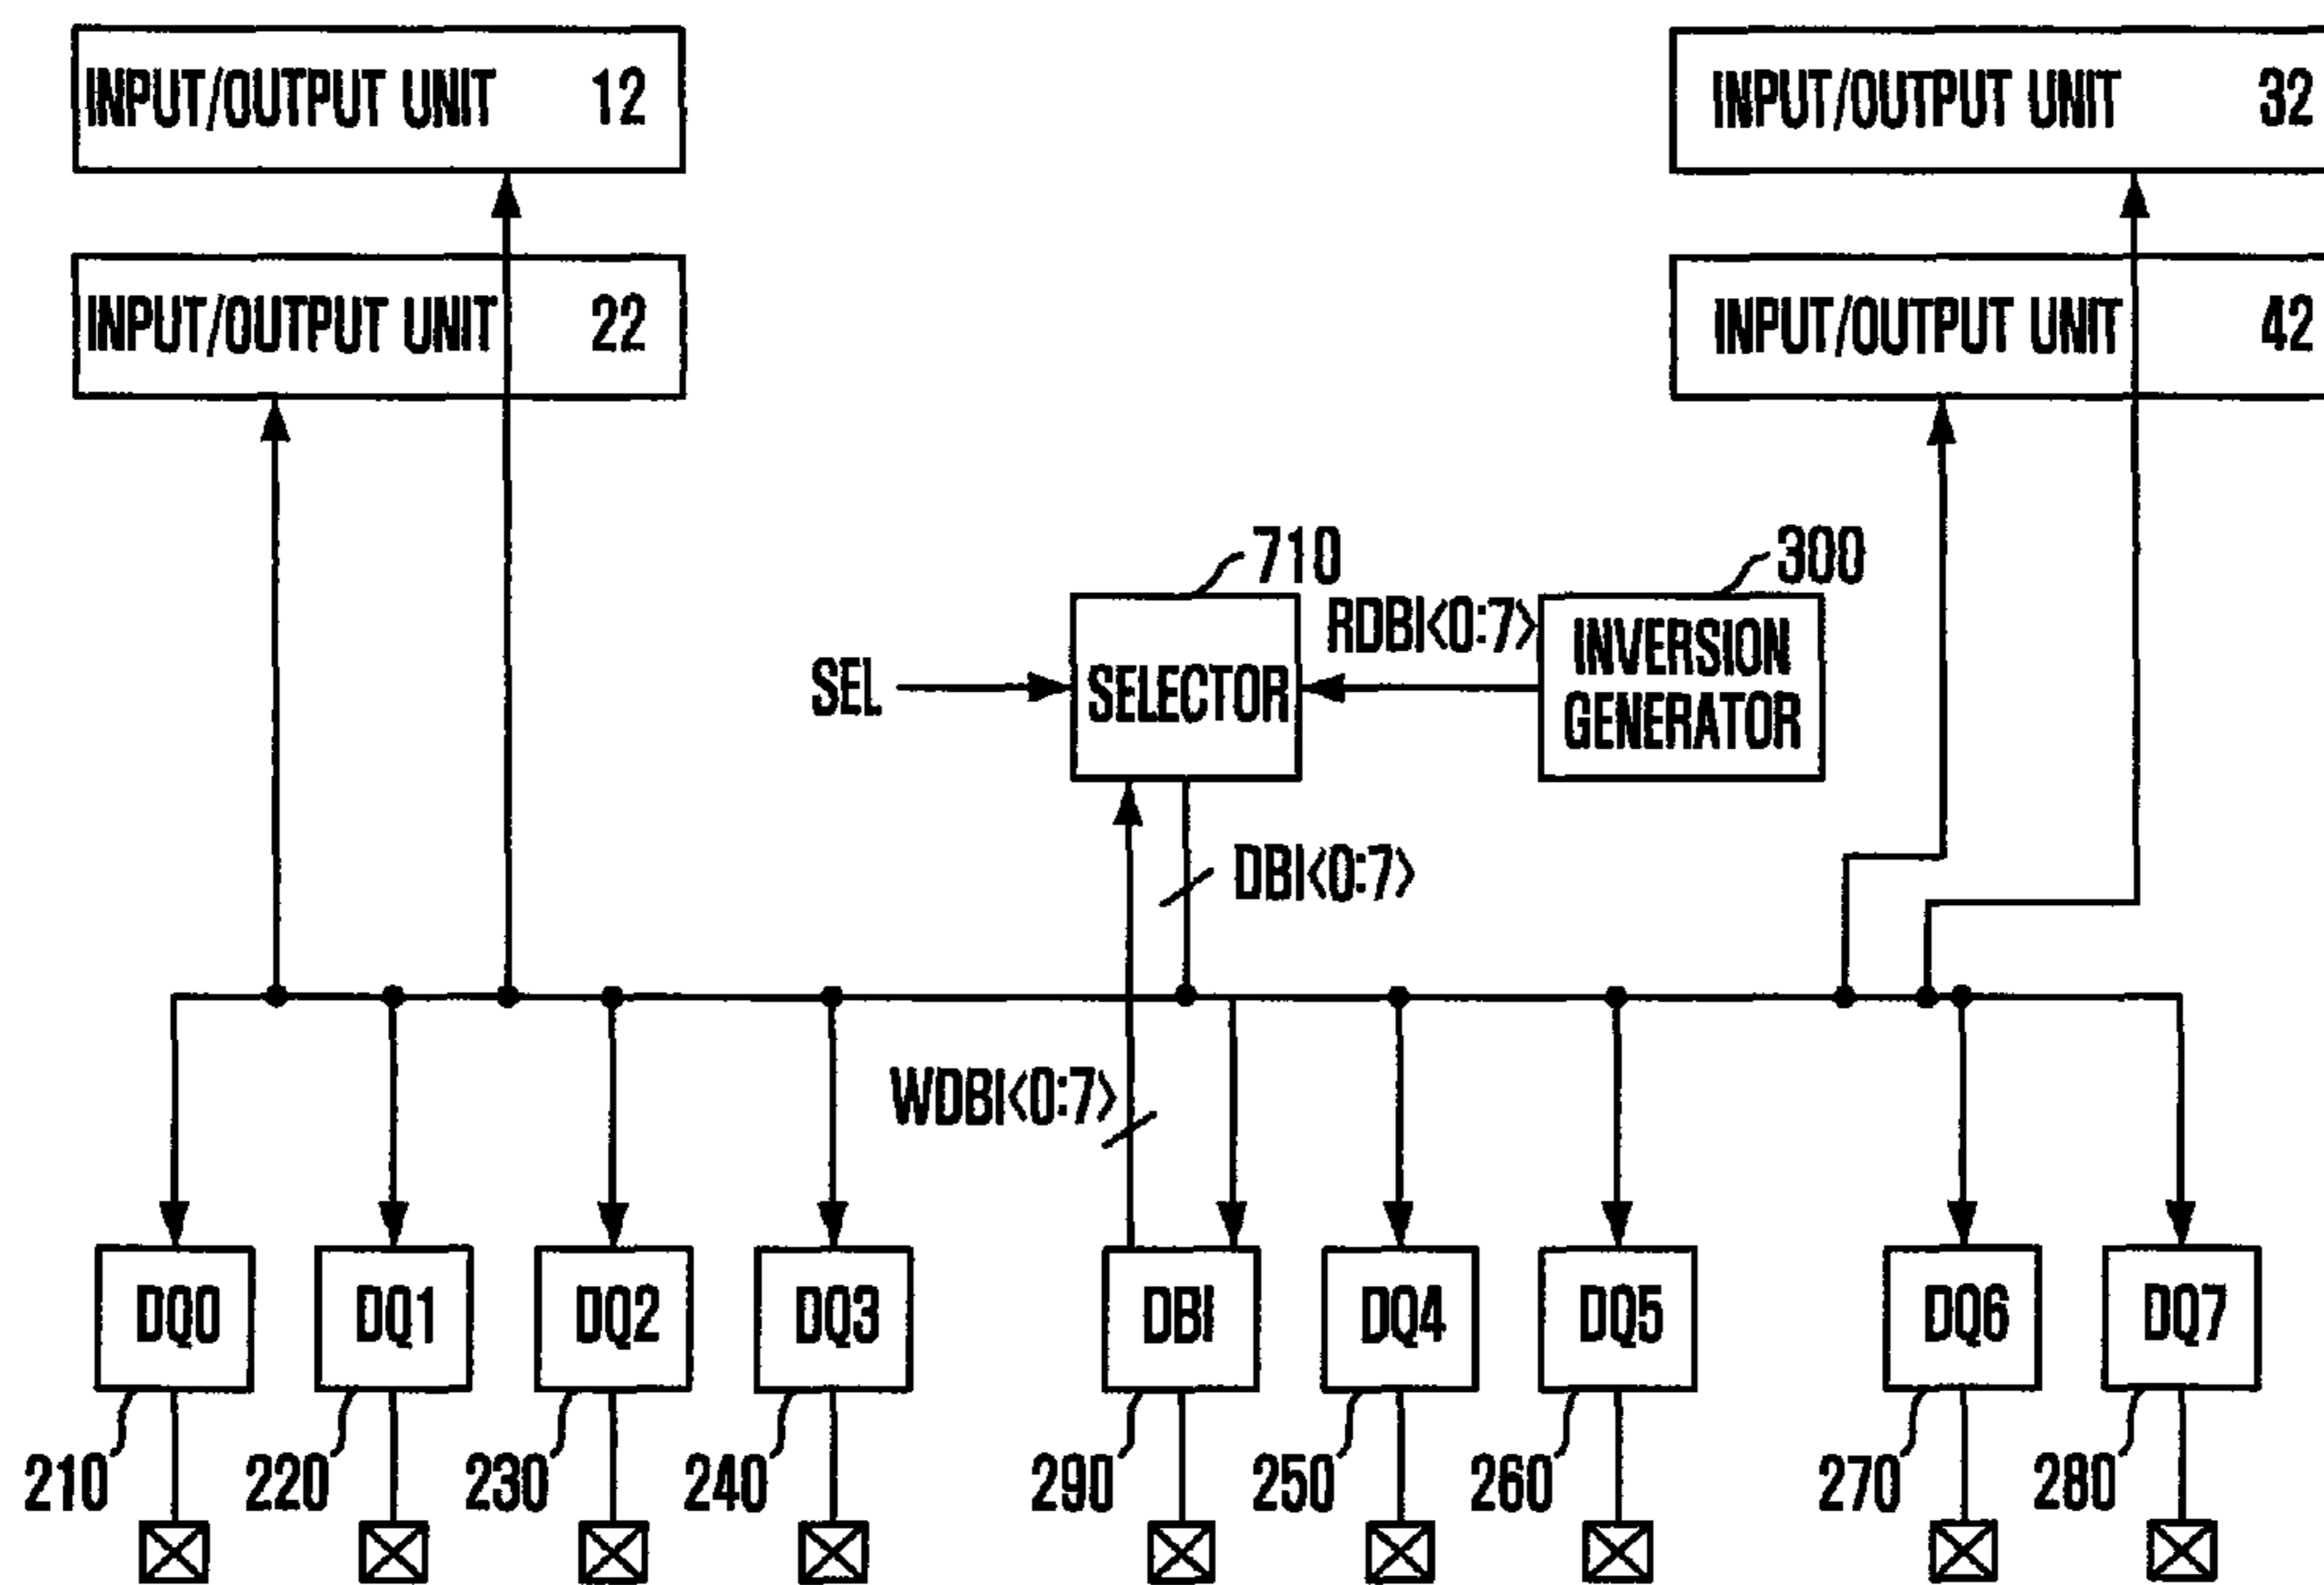 INPUT/OUTPUT UNIT 12
INPUT/OUTPUT UNIT 32
INPUT/OUTPUT UNIT 22
INPUT/OUTPUT UNIT 42
710
300
RDBI<0:7>
SEL
SELECTOR
INVERSION
GENERATOR
DBI<0:7>
WDBI<0:7>
DQ0
DQ1
DQ2
DQ3
DBI
DQ4
DQ5
DQ6
DQ7
210
220
230
240
290
250
260
270
280